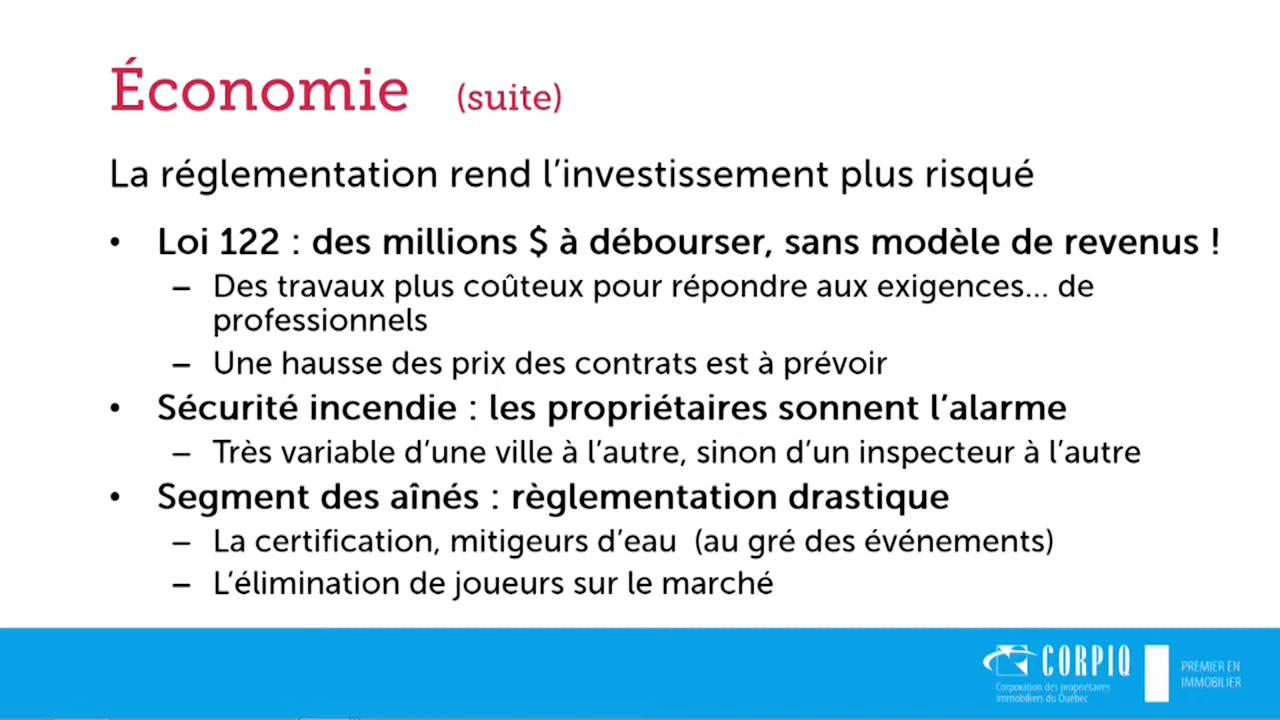 Économie (suite)
La réglementation rend l’investissement plus risqué
• Loi 122 : des millions $ à débourser, sans modèle de revenus !
– Des travaux plus coûteux pour répondre aux exigences... de
professionnels
– Une hausse des prix des contrats est à prévoir
• Sécurité incendie : les propriétaires sonnent l’alarme
– Très variable d’une ville à l’autre, sinon d’un inspecteur à l’autre
• Segment des aînés : règlementation drastique
– La certification, mitigeurs d’eau (au gré des événements)
– L’élimination de joueurs sur le marché
CORPIQ
Corporation des propriétaires
immobiliers du Québec
PREMIER EN
IMMOBILIER